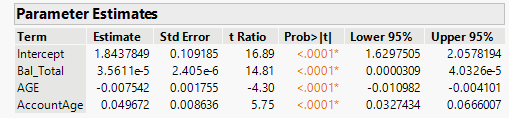 Parameter Estimates
Term Estimate Std Error t Ratio Prob>|t| Lower 95% Upper 95%
Intercept 1.8437849 0.109185 16.89 <.0001* 1.6297505 2.0578194
Bal_Total 3.5611e-5 2.405e-6 14.81 <.0001* 0.0000309 4.0326e-5
AGE -0.007542 0.001755 -4.30 <.0001* -0.010982 -0.004101
AccountAge 0.049672 0.008636 5.75 <.0001* 0.0327434 0.0666007